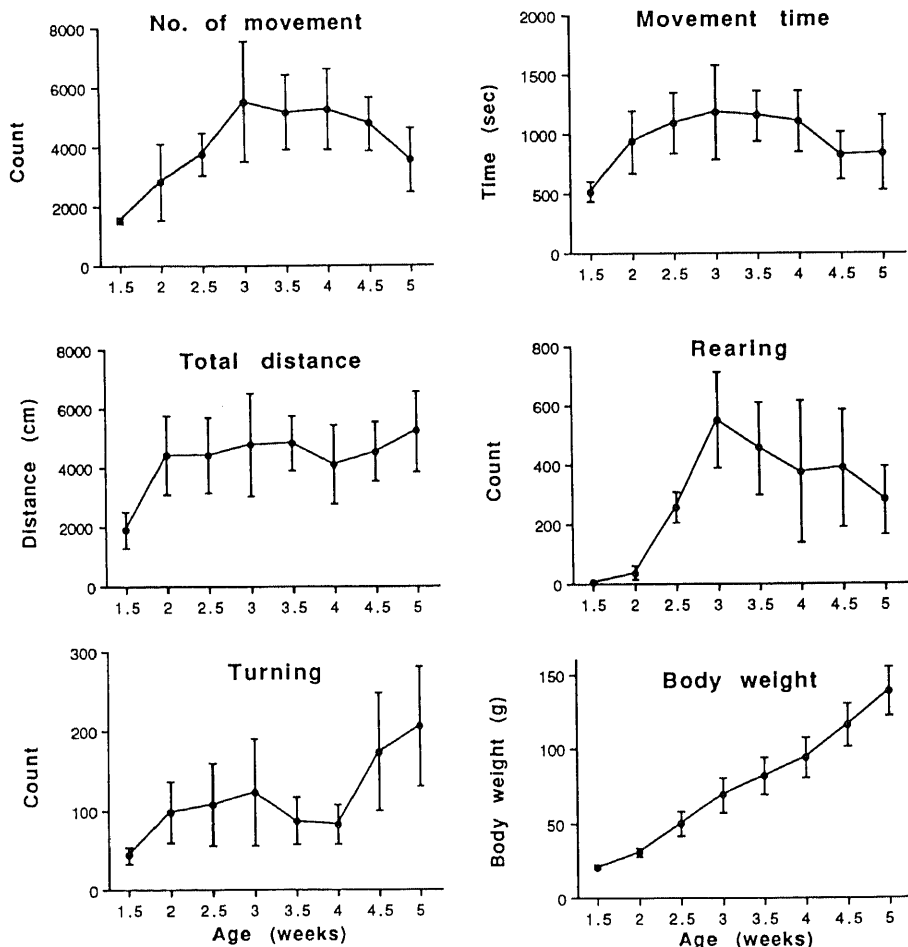 No. of movement
8000
6000
4000
2000
0
Count
1.5 2 2.5 3 3.5 4 4.5 5
Movement time
2000
1500
1000
500
0
Time (sec)
1.5 2 2.5 3 3.5 4 4.5 5
Total distance
8000
6000
4000
2000
0
Distance (cm)
1.5 2 2.5 3 3.5 4 4.5 5
Rearing
800
600
400
200
0
Count
1.5 2 2.5 3 3.5 4 4.5 5
Turning
300
200
100
0
Count
1.5 2 2.5 3 3.5 4 4.5 5
Age (weeks)
Body weight
150
100
50
0
Body weight (g)
1.5 2 2.5 3 3.5 4 4.5 5
Age (weeks)